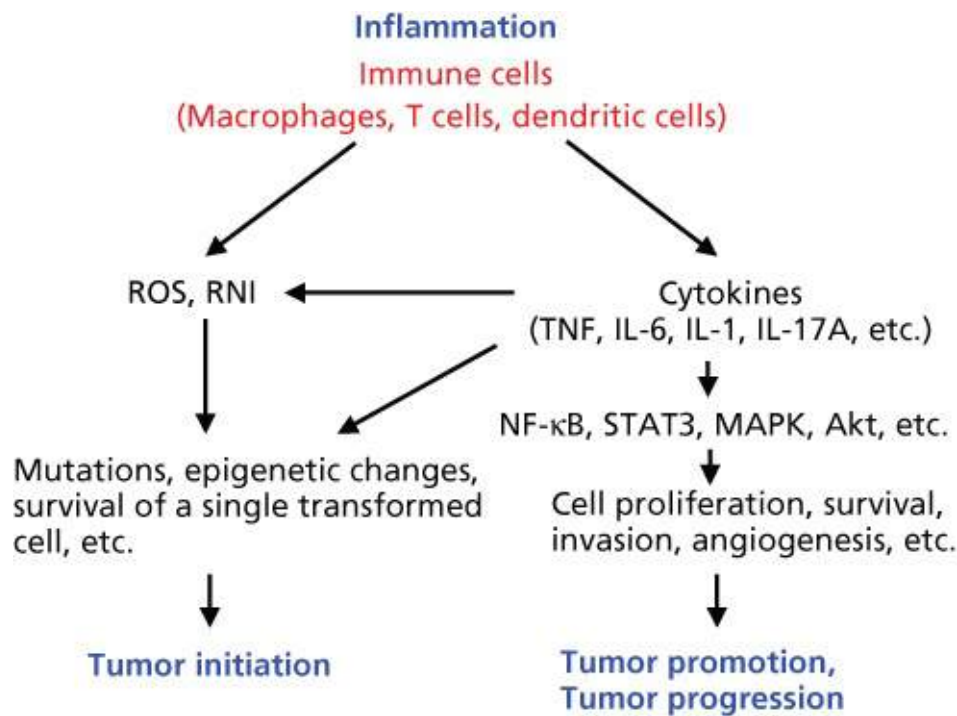 Inflammation
Immune cells
(Macrophages, T cells, dendritic cells)
ROS, RNI
Cytokines
(TNF, IL-6, IL-1, IL-17A, etc.)
NF-κB, STAT3, MAPK, Akt, etc.
Mutations, epigenetic changes,
survival of a single transformed
cell, etc.
Cell proliferation, survival,
invasion, angiogenesis, etc.
Tumor initiation
Tumor promotion,
Tumor progression